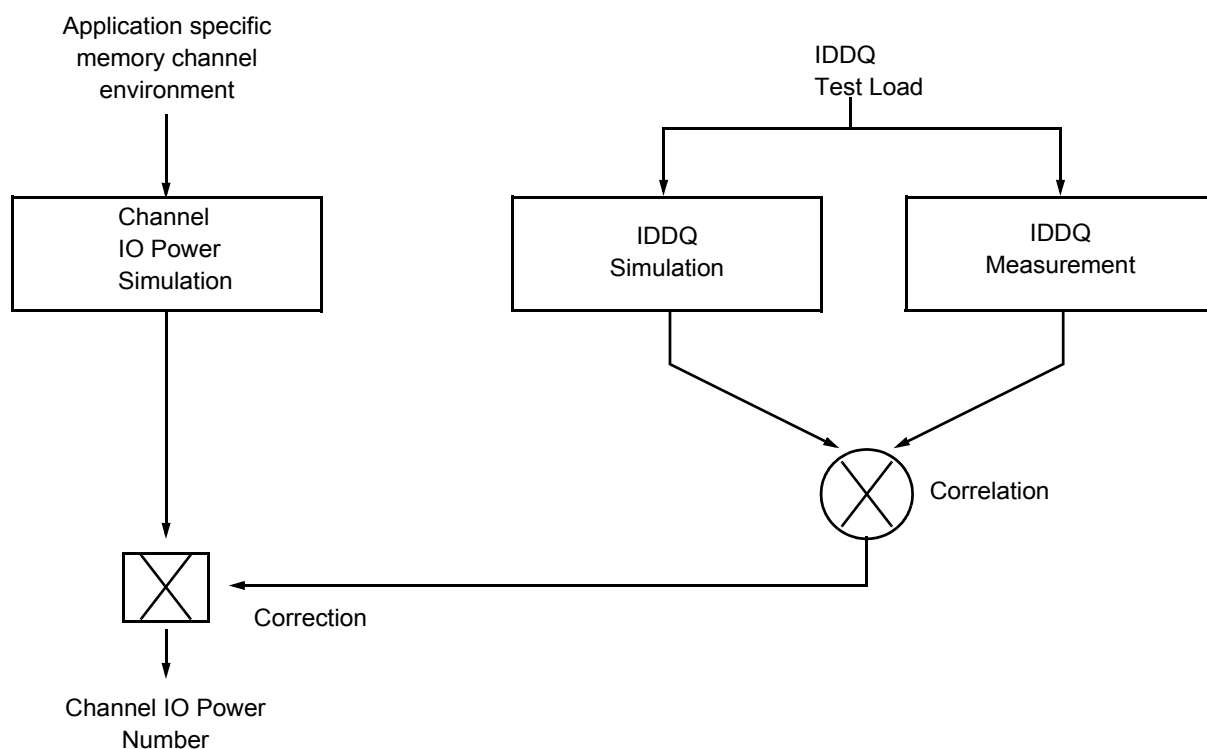 Application specific
memory channel
environment
IDDQ
Test Load
Channel
IO Power
Simulation
IDDQ
Simulation
IDDQ
Measurement
Correlation
Correction
Channel IO Power
Number